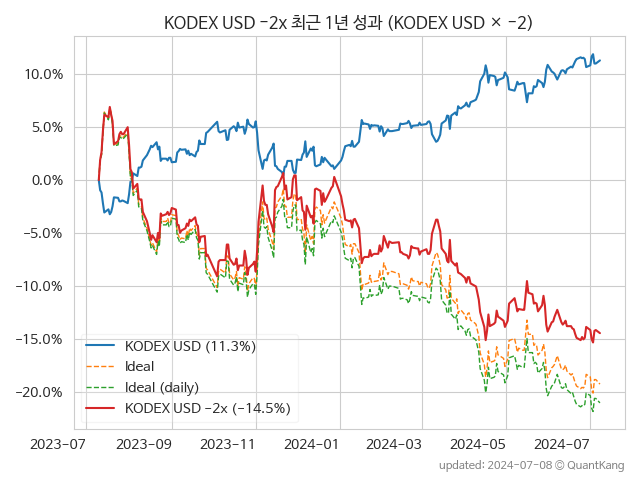 KODEX USD −2x 최근 1년 성과 (KODEX USD × −2)
10.0%
5.0%
0.0%
−5.0%
−10.0%
−15.0%
−20.0%
KODEX USD (11.3%)
Ideal
Ideal (daily)
KODEX USD −2x (−14.5%)
2023-07 2023-09 2023-11 2024-01 2024-03 2024-05 2024-07
updated: 2024-07-08 © QuantKang